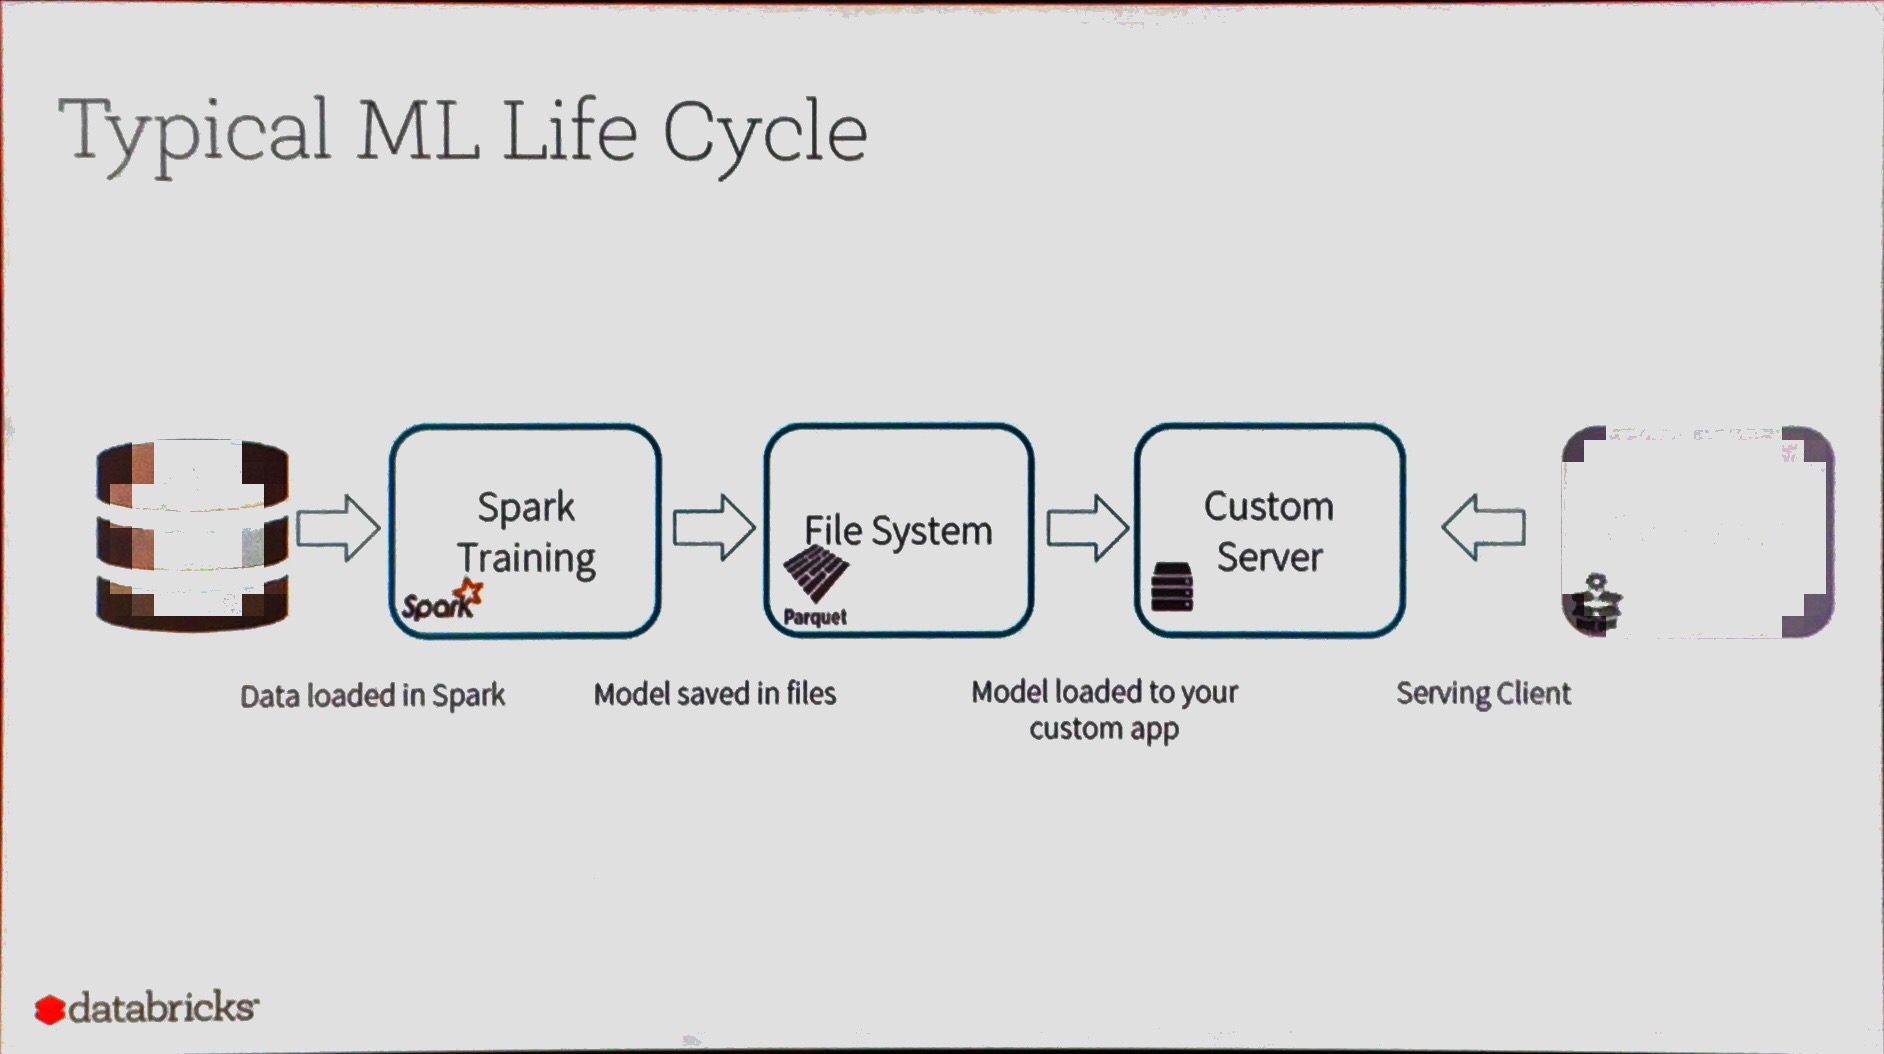 Typical ML Life Cycle
Spark
Training
Spark
File System
Parquet
Custom
Server
Data loaded in Spark
Model saved in files
Model loaded to your
custom app
Serving Client
databricks